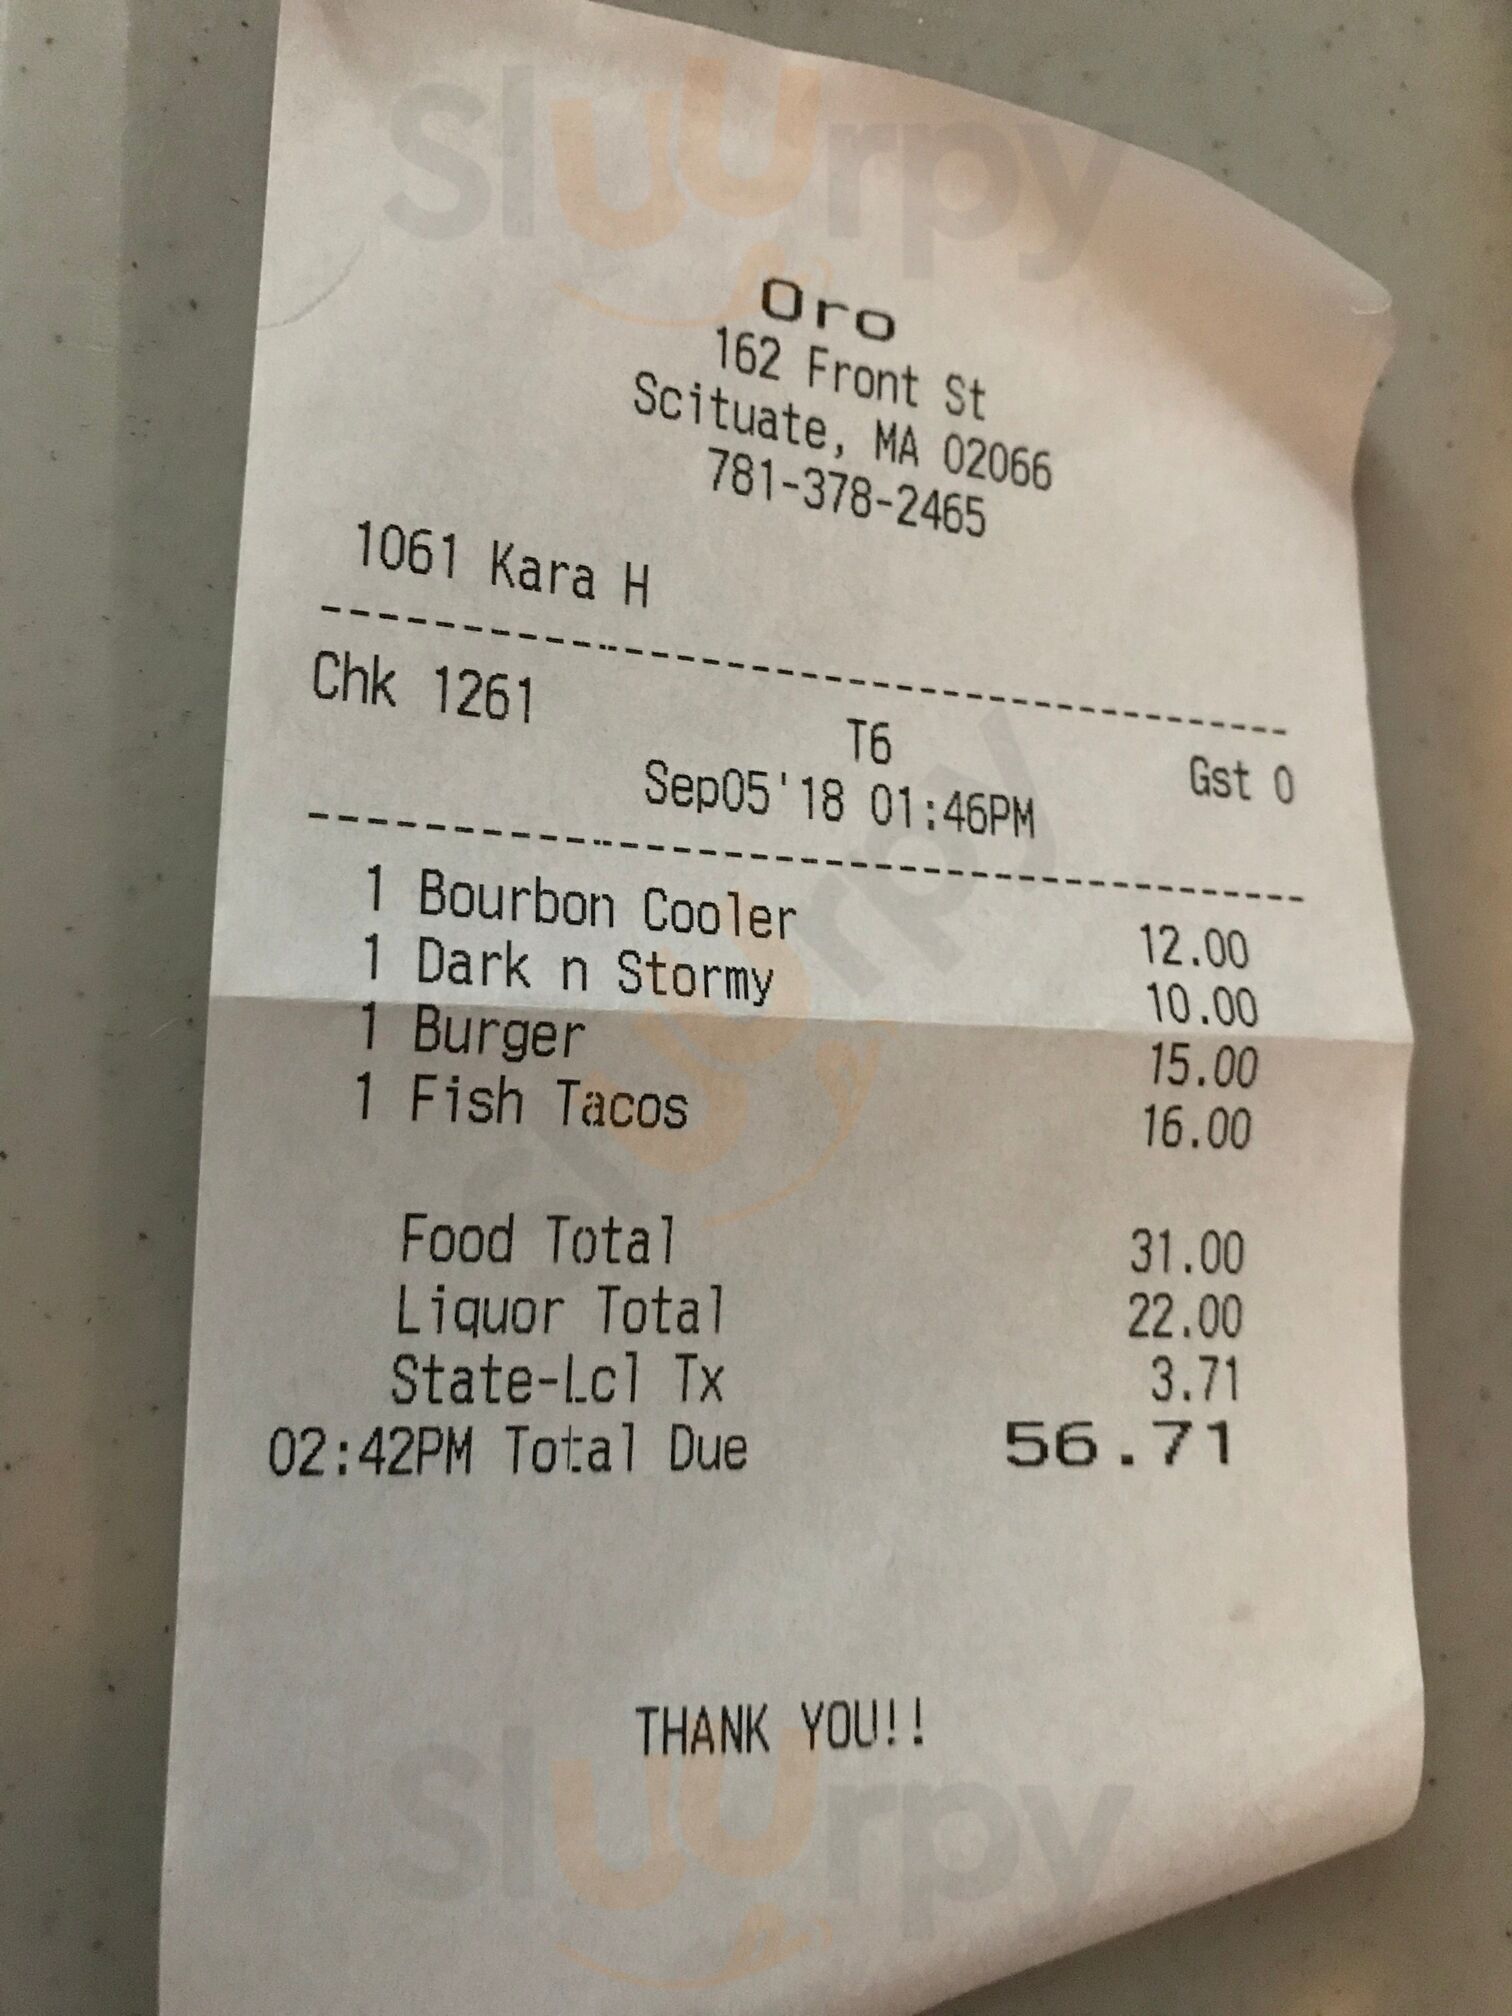 Sluurpy
Oro
162 Front St
Scituate, MA 02066
781-378-2465
1061 Kara H
Chk 1261 T6 Gst 0
Sep05'18 01:46PM
1 Bourbon Cooler 12.00
1 Dark n Stormy 10.00
1 Burger 15.00
1 Fish Tacos 16.00
Sluurpy
Food Total 31.00
Liquor Total 22.00
State-Lcl Tx 3.71
02:42PM Total Due 56.71
THANK YOU!!
Sluurpy